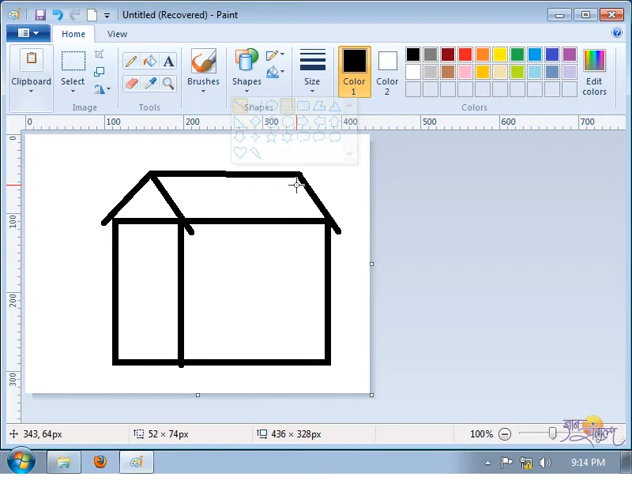 Untitled (Recovered) - Paint
Home
View
Clipboard
Select
Brushes
Shapes
Size
Color 1
Color 2
Edit colors
Image
Tools
Shapes
Colors
0
100
200
300
400
500
600
700
0
100
200
300
343, 64px
52 × 74px
436 × 328px
100%
9:14 PM